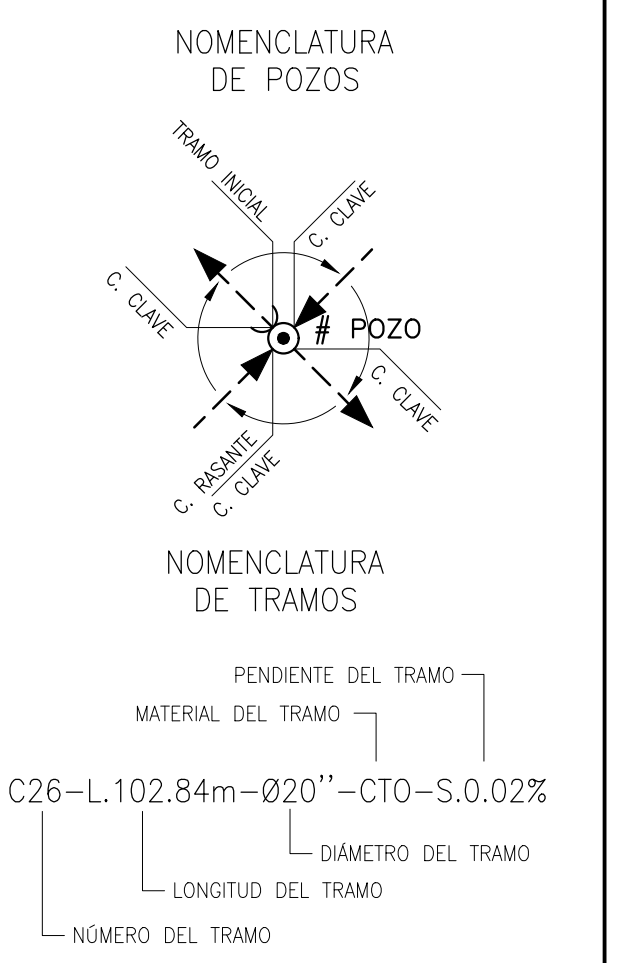 NOMENCLATURA
DE POZOS
TRAMO INICIAL
C. CLAVE
C. CLAVE
# POZO
C. CLAVE
C. RASANTE
C. CLAVE
NOMENCLATURA
DE TRAMOS
PENDIENTE DEL TRAMO
MATERIAL DEL TRAMO
C26-L.102.84m-Ø20''-CTO-S.0.02%
DIÁMETRO DEL TRAMO
LONGITUD DEL TRAMO
NÚMERO DEL TRAMO